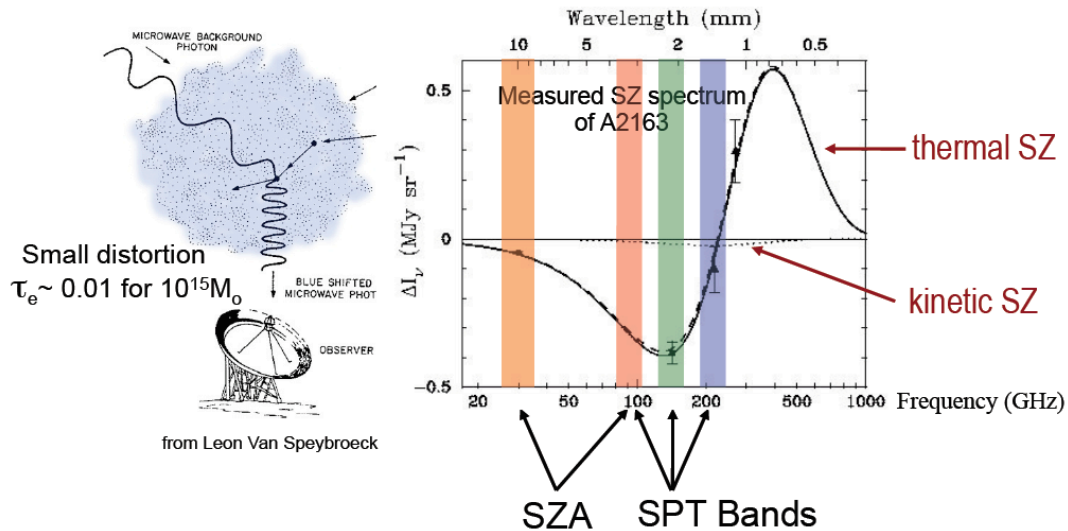 MICROWAVE BACKGROUND
PHOTON
Small distortion
τe~ 0.01 for 10¹⁵Mo
BLUE SHIFTED
MICROWAVE PHOT
OBSERVER
from Leon Van Speybroeck
Wavelength (mm)
10 5 2 1 0.5
Measured SZ spectrum
of A2163
thermal SZ
kinetic SZ
ΔIν (MJy sr⁻¹)
0.5
0
−0.5
20 50 100 200 500 1000
Frequency (GHz)
SZA
SPT Bands